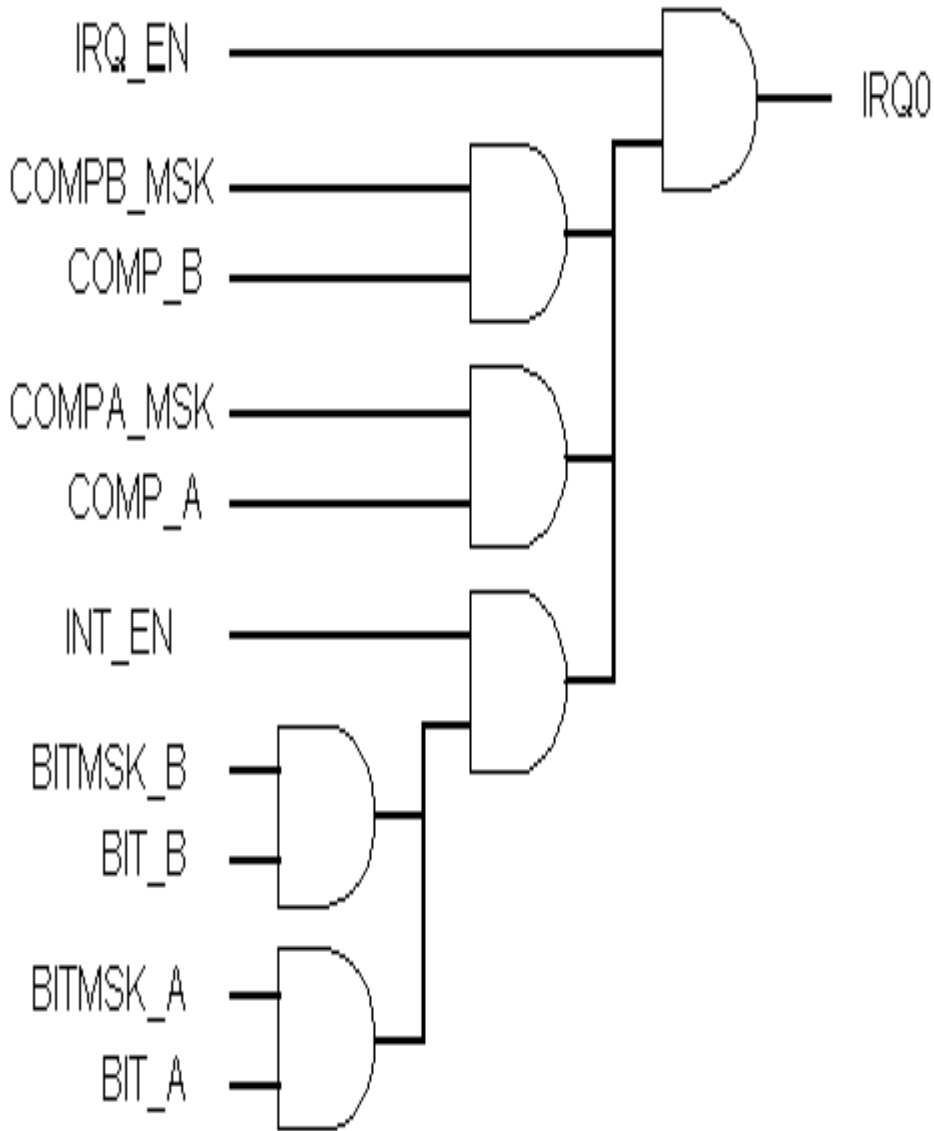 IRQ_EN
IRQ0
COMPB_MSK
COMP_B
COMPA_MSK
COMP_A
INT_EN
BITMSK_B
BIT_B
BITMSK_A
BIT_A